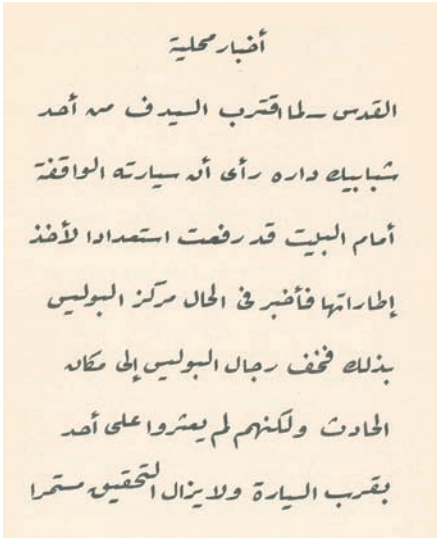 أخبار محلية
القدس – لما اقترب السيد ف من أحد
شبابيك داره رأى أن سيارته الواقفة
أمام البيت قد رفعت استعدادا لأخذ
إطاراتها فأخبر فى الحال مركز البوليس
بذلك فخف رجال البوليس إلى مكان
الحادث ولكنهم لم يعثروا على أحد
بقرب السيارة ولا يزال التحقيق مستمرا